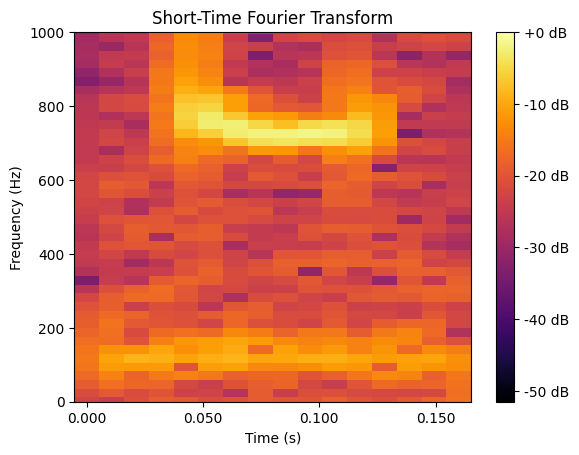 Short-Time Fourier Transform
1000
800
600
400
200
0
Frequency (Hz)
0.000
0.050
0.100
0.150
Time (s)
+0 dB
-10 dB
-20 dB
-30 dB
-40 dB
-50 dB